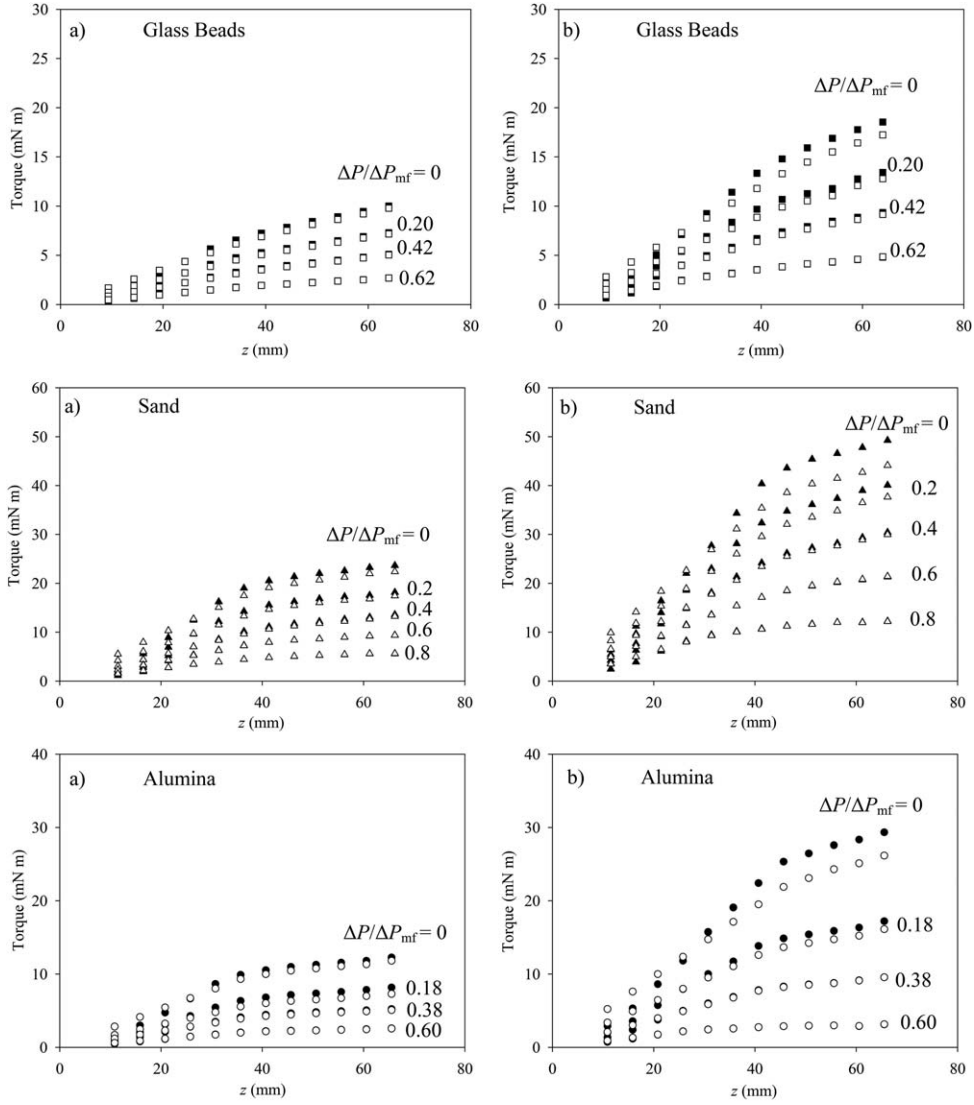 a) Glass Beads
30
25
20
15
10
5
0
Torque (mN m)
ΔP/ΔPmf = 0
0.20
0.42
0.62
0 20 40 60 80
z (mm)
b) Glass Beads
30
25
20
15
10
5
0
Torque (mN m)
ΔP/ΔPmf = 0
0.20
0.42
0.62
0 20 40 60 80
z (mm)
a) Sand
60
50
40
30
20
10
0
Torque (mN m)
ΔP/ΔPmf = 0
0.2
0.4
0.6
0.8
0 20 40 60 80
z (mm)
b) Sand
60
50
40
30
20
10
0
Torque (mN m)
ΔP/ΔPmf = 0
0.2
0.4
0.6
0.8
0 20 40 60 80
z (mm)
a) Alumina
40
30
20
10
0
Torque (mN m)
ΔP/ΔPmf = 0
0.18
0.38
0.60
0 20 40 60 80
z (mm)
b) Alumina
40
30
20
10
0
Torque (mN m)
ΔP/ΔPmf = 0
0.18
0.38
0.60
0 20 40 60 80
z (mm)